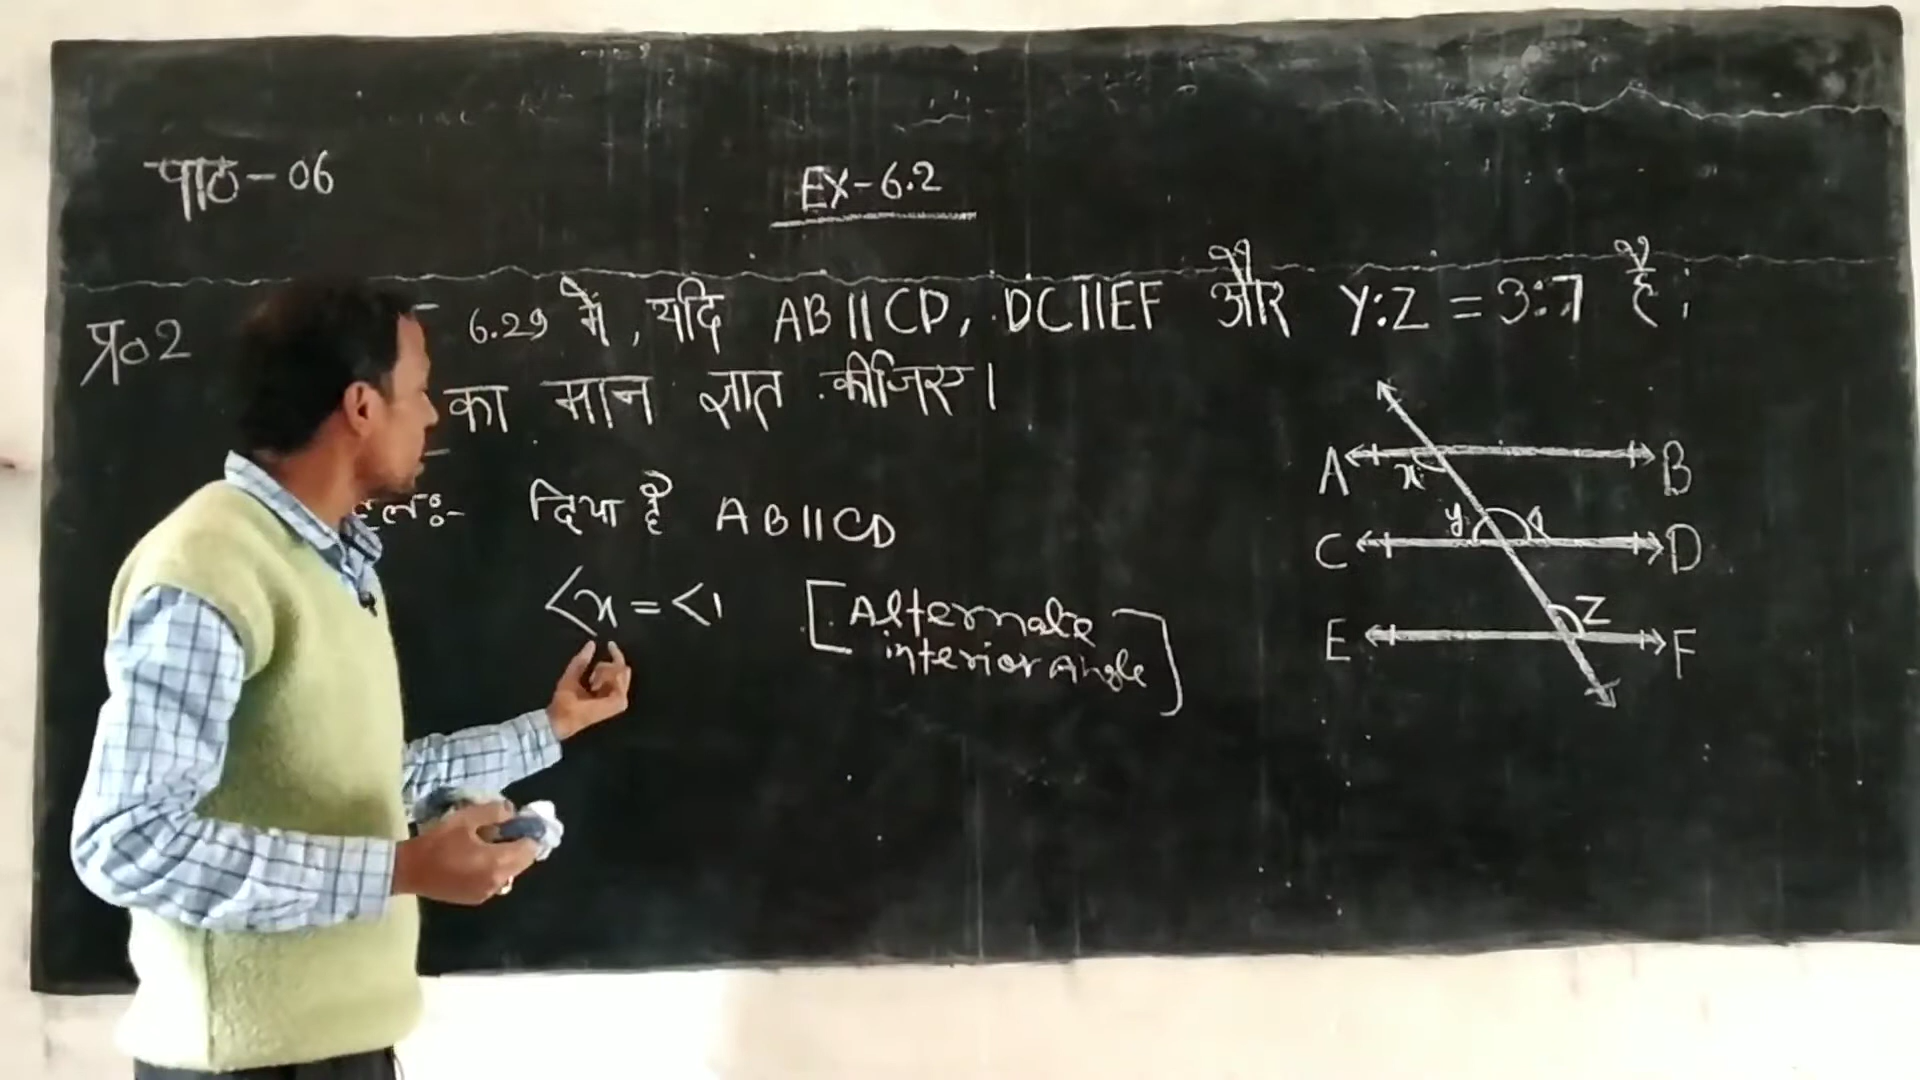 पाठ-06
EX-6.2
प्र०2 6.29 में, यदि AB||CD, DC||EF और Y:Z = 3:7 है;
का मान ज्ञात कीजिए।
हल:- दिया है AB||CD
<x = <1 [Alternate
interior Angle]
A B
x
y 1
C D
Z
E F